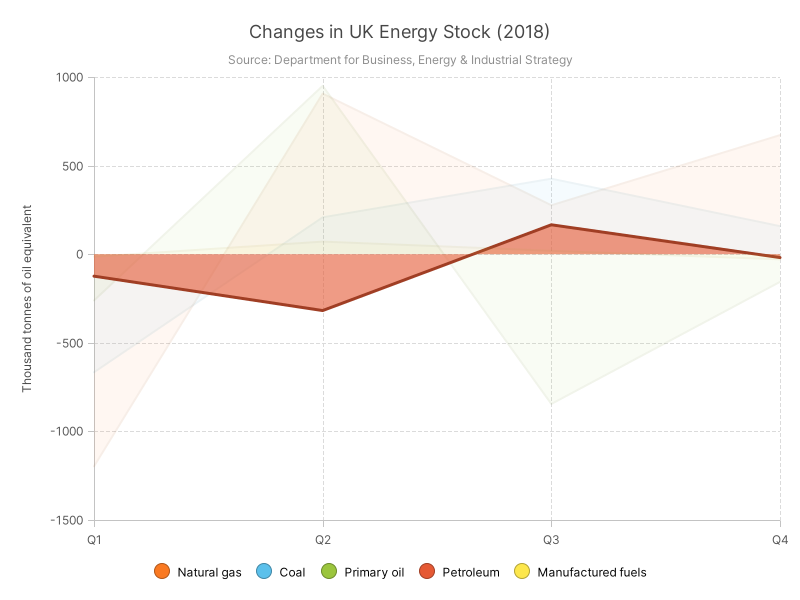 Changes in UK Energy Stock (2018)
Source: Department for Business, Energy & Industrial Strategy
Thousand tonnes of oil equivalent
1000
500
0
-500
-1000
-1500
Q1 Q2 Q3 Q4
Natural gas Coal Primary oil Petroleum Manufactured fuels